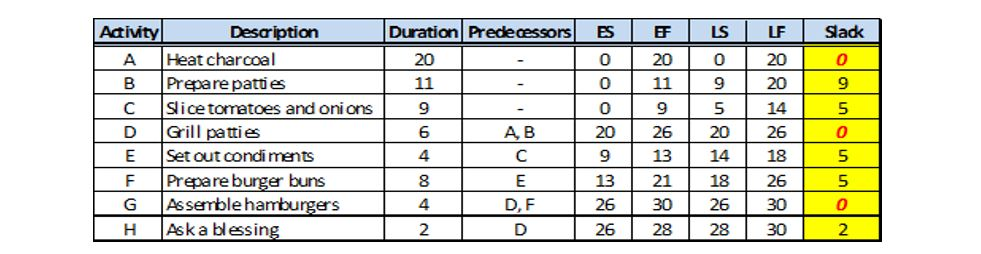 Activity Description Duration Predecessors ES EF LS LF Slack
A Heat charcoal 20 - 0 20 0 20 0
B Prepare patties 11 - 0 11 9 20 9
C Slice tomatoes and onions 9 - 0 9 5 14 5
D Grill patties 6 A, B 20 26 20 26 0
E Set out condiments 4 C 9 13 14 18 5
F Prepare burger buns 8 E 13 21 18 26 5
G Assemble hamburgers 4 D, F 26 30 26 30 0
H Ask a blessing 2 D 26 28 28 30 2